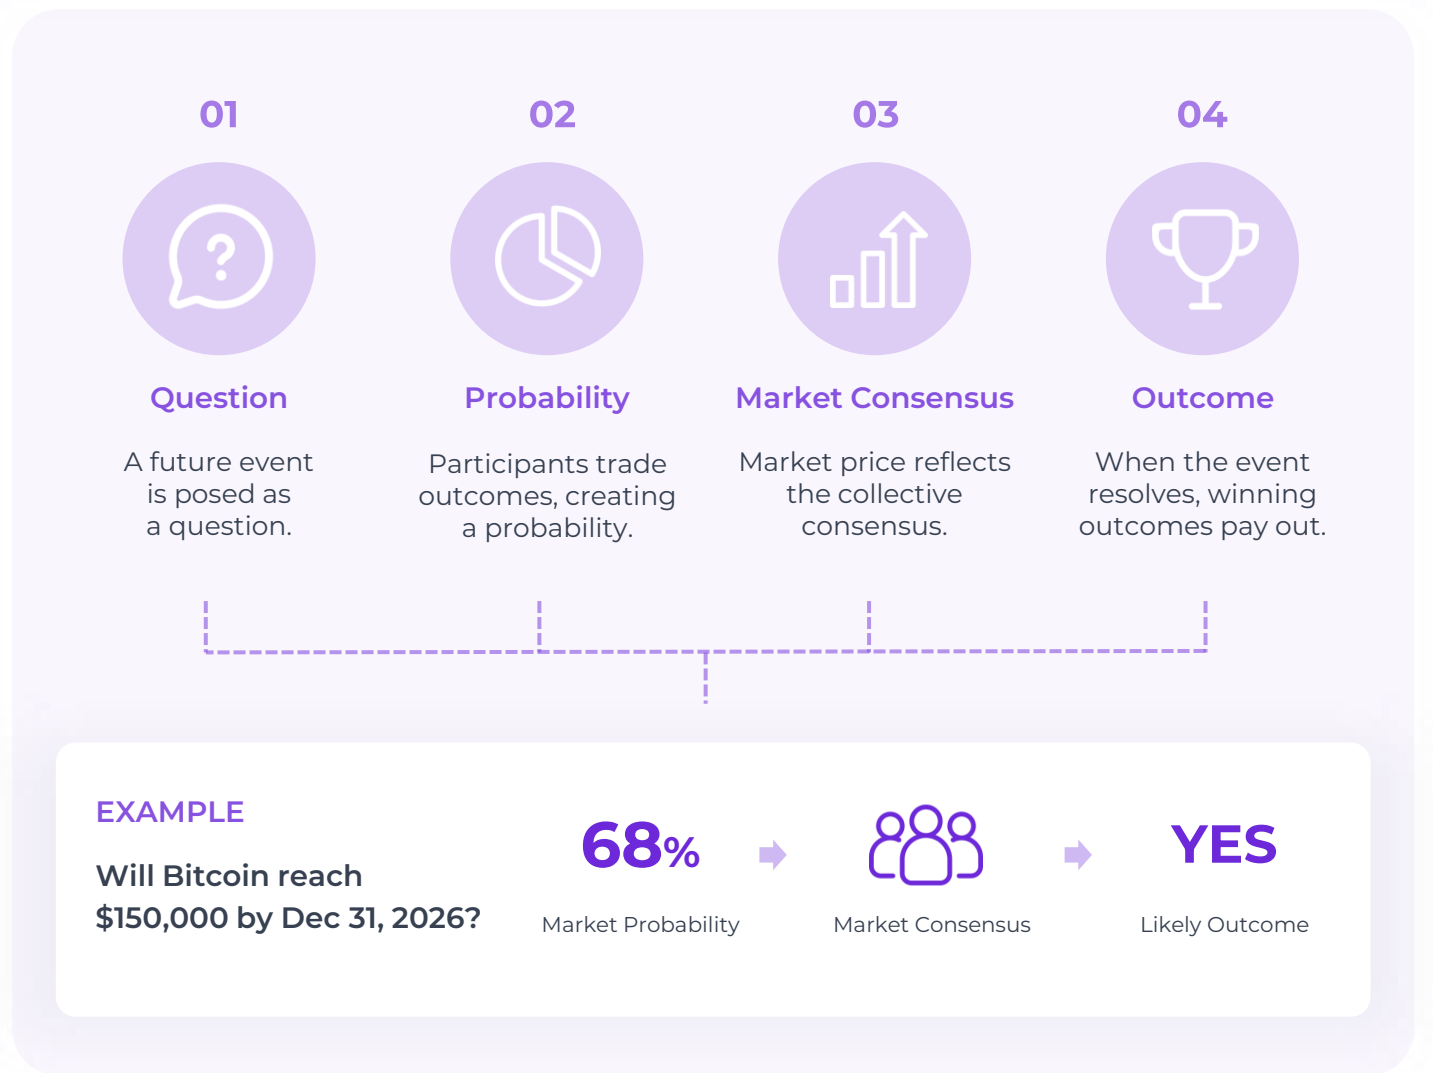 01
Question
A future event
is posed as
a question.
02
Probability
Participants trade
outcomes, creating
a probability.
03
Market Consensus
Market price reflects
the collective
consensus.
04
Outcome
When the event
resolves, winning
outcomes pay out.
EXAMPLE
Will Bitcoin reach
$150,000 by Dec 31, 2026?
68%
Market Probability
Market Consensus
YES
Likely Outcome